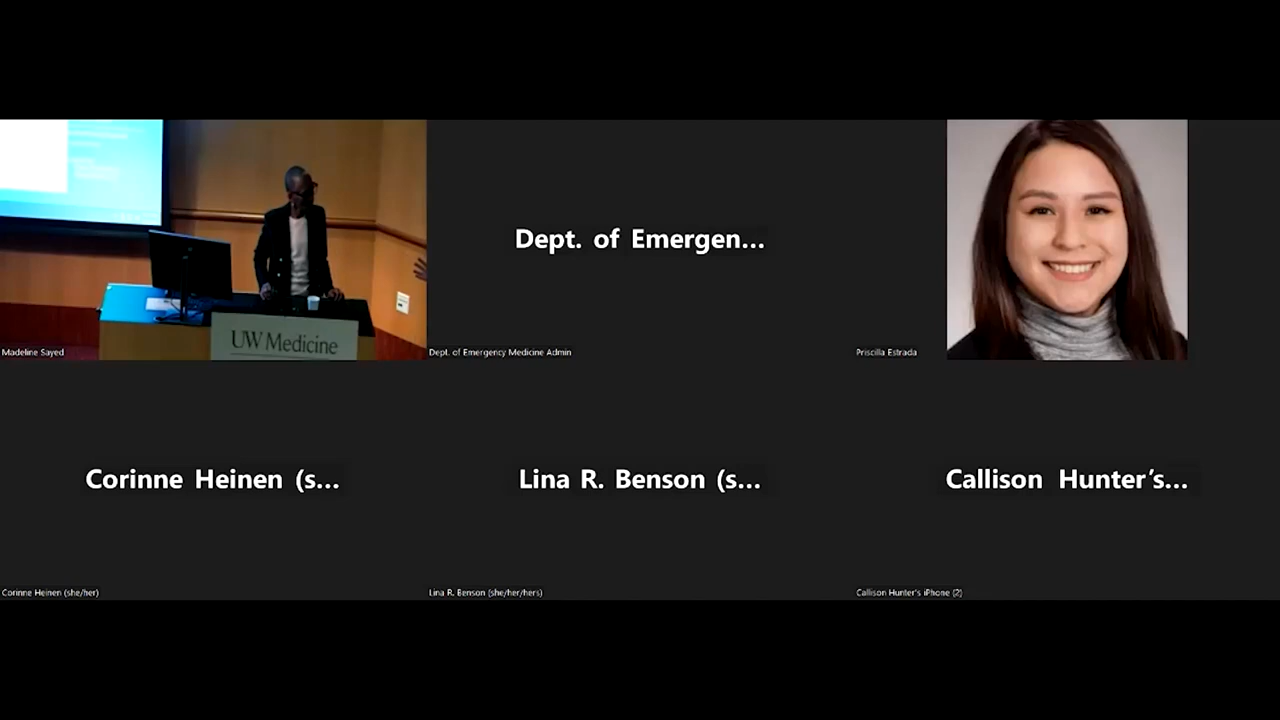 Dept. of Emergen...
UW Medicine
Madeline Sayed
Dept. of Emergency Medicine Admin
Priscilla Estrada
Corinne Heinen (s...
Lina R. Benson (s...
Callison Hunter's...
Corinne Heinen (she/her)
Lina R. Benson (she/her/hers)
Callison Hunter's iPhone (2)